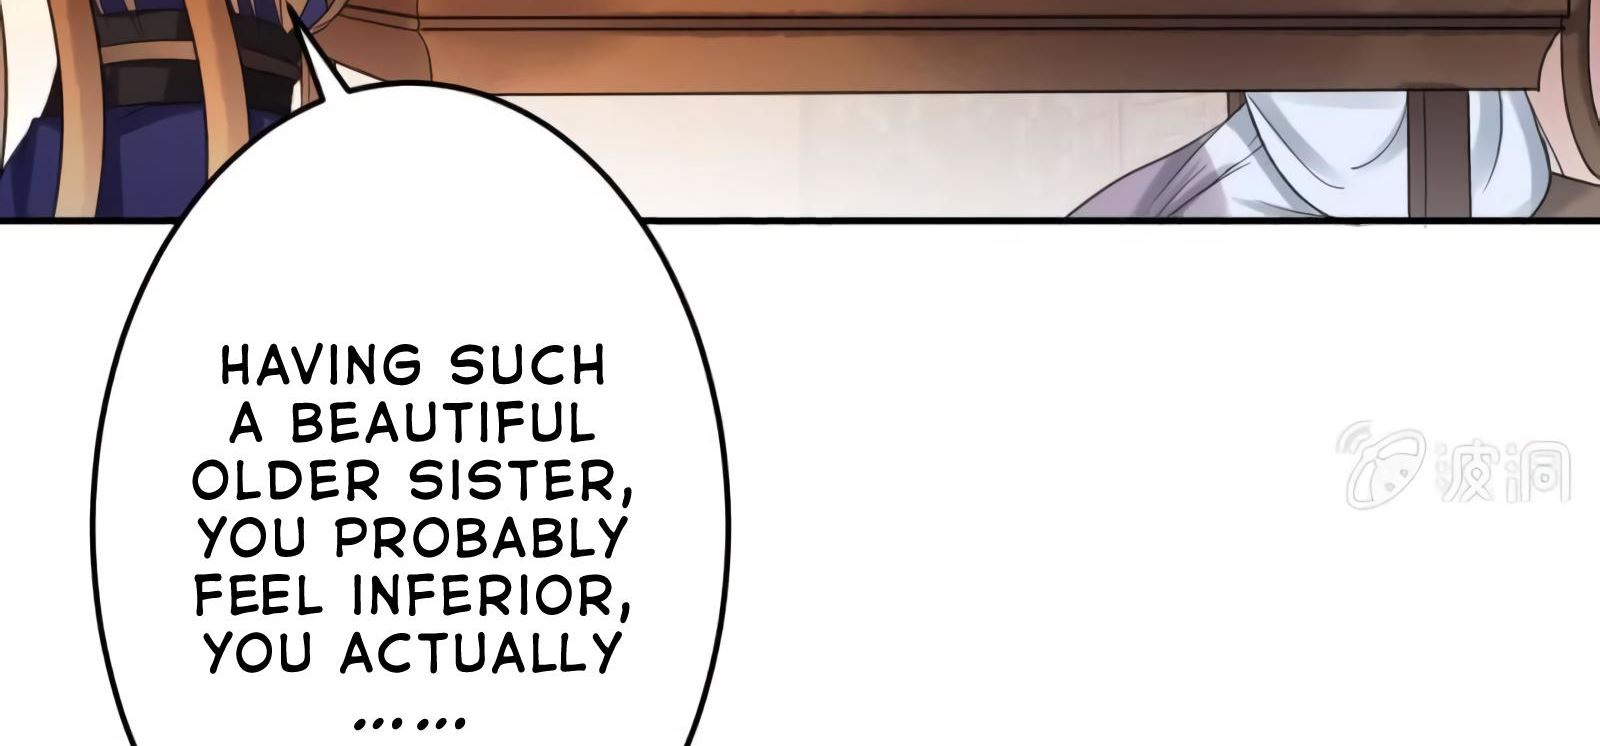 HAVING SUCH
A BEAUTIFUL
OLDER SISTER,
YOU PROBABLY
FEEL INFERIOR,
YOU ACTUALLY
……
波洞